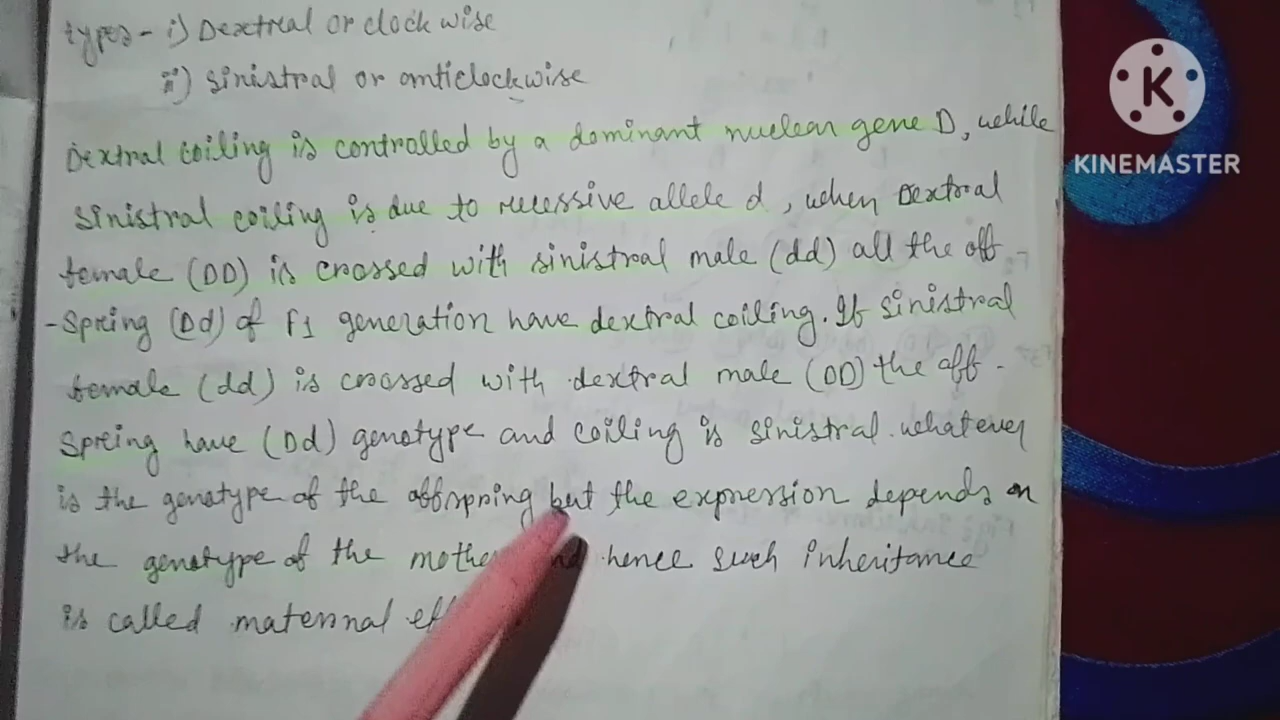 types - i) Dextral or clock wise
ii) sinistral or anticlockwise
Dextral coiling is controlled by a dominant nuclear gene D, while
sinistral coiling is due to recessive allele d, when Dextral
female (DD) is crossed with sinistral male (dd) all the off
-spring (Dd) of F1 generation have dextral coiling. If sinistral
female (dd) is crossed with dextral male (DD) the off-
spring have (Dd) genotype and coiling is sinistral. whatever
is the genotype of the offspring but the expression depends on
the genotype of the hence such inheritance
is called maternal
K
KINEMASTER